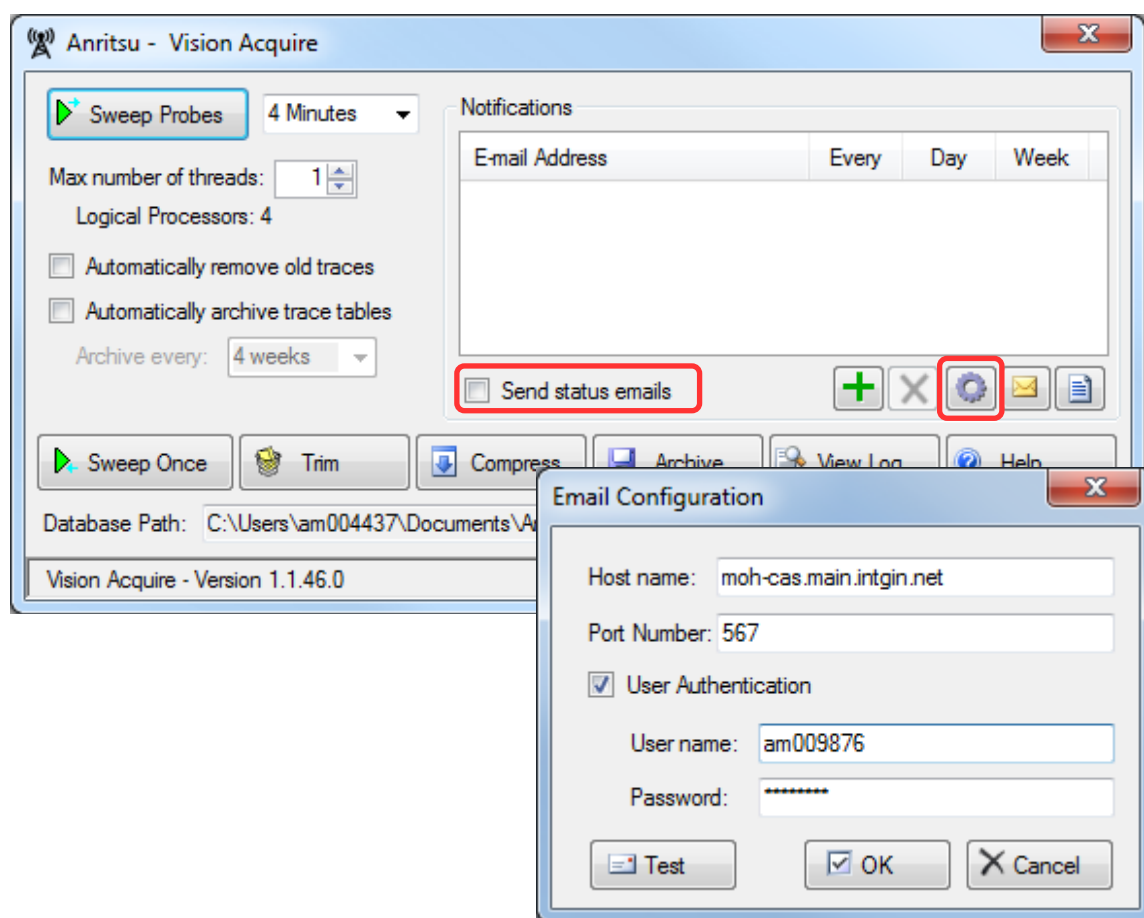 Anritsu - Vision Acquire
Sweep Probes
4 Minutes
Max number of threads: 1
Logical Processors: 4
Automatically remove old traces
Automatically archive trace tables
Archive every: 4 weeks
Notifications
E-mail Address Every Day Week
Send status emails
Sweep Once Trim Compress Archive View Log Help
Database Path: C:\Users\am004437\Documents\A
Vision Acquire - Version 1.1.46.0
Email Configuration
Host name: moh-cas.main.intgin.net
Port Number: 567
User Authentication
User name: am009876
Password: ********
Test OK Cancel